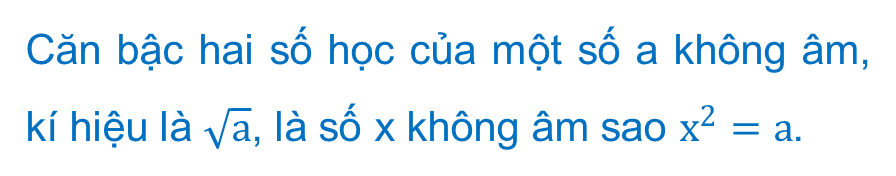 Căn bậc hai số học của một số a không âm,
kí hiệu là √a, là số x không âm sao x² = a.